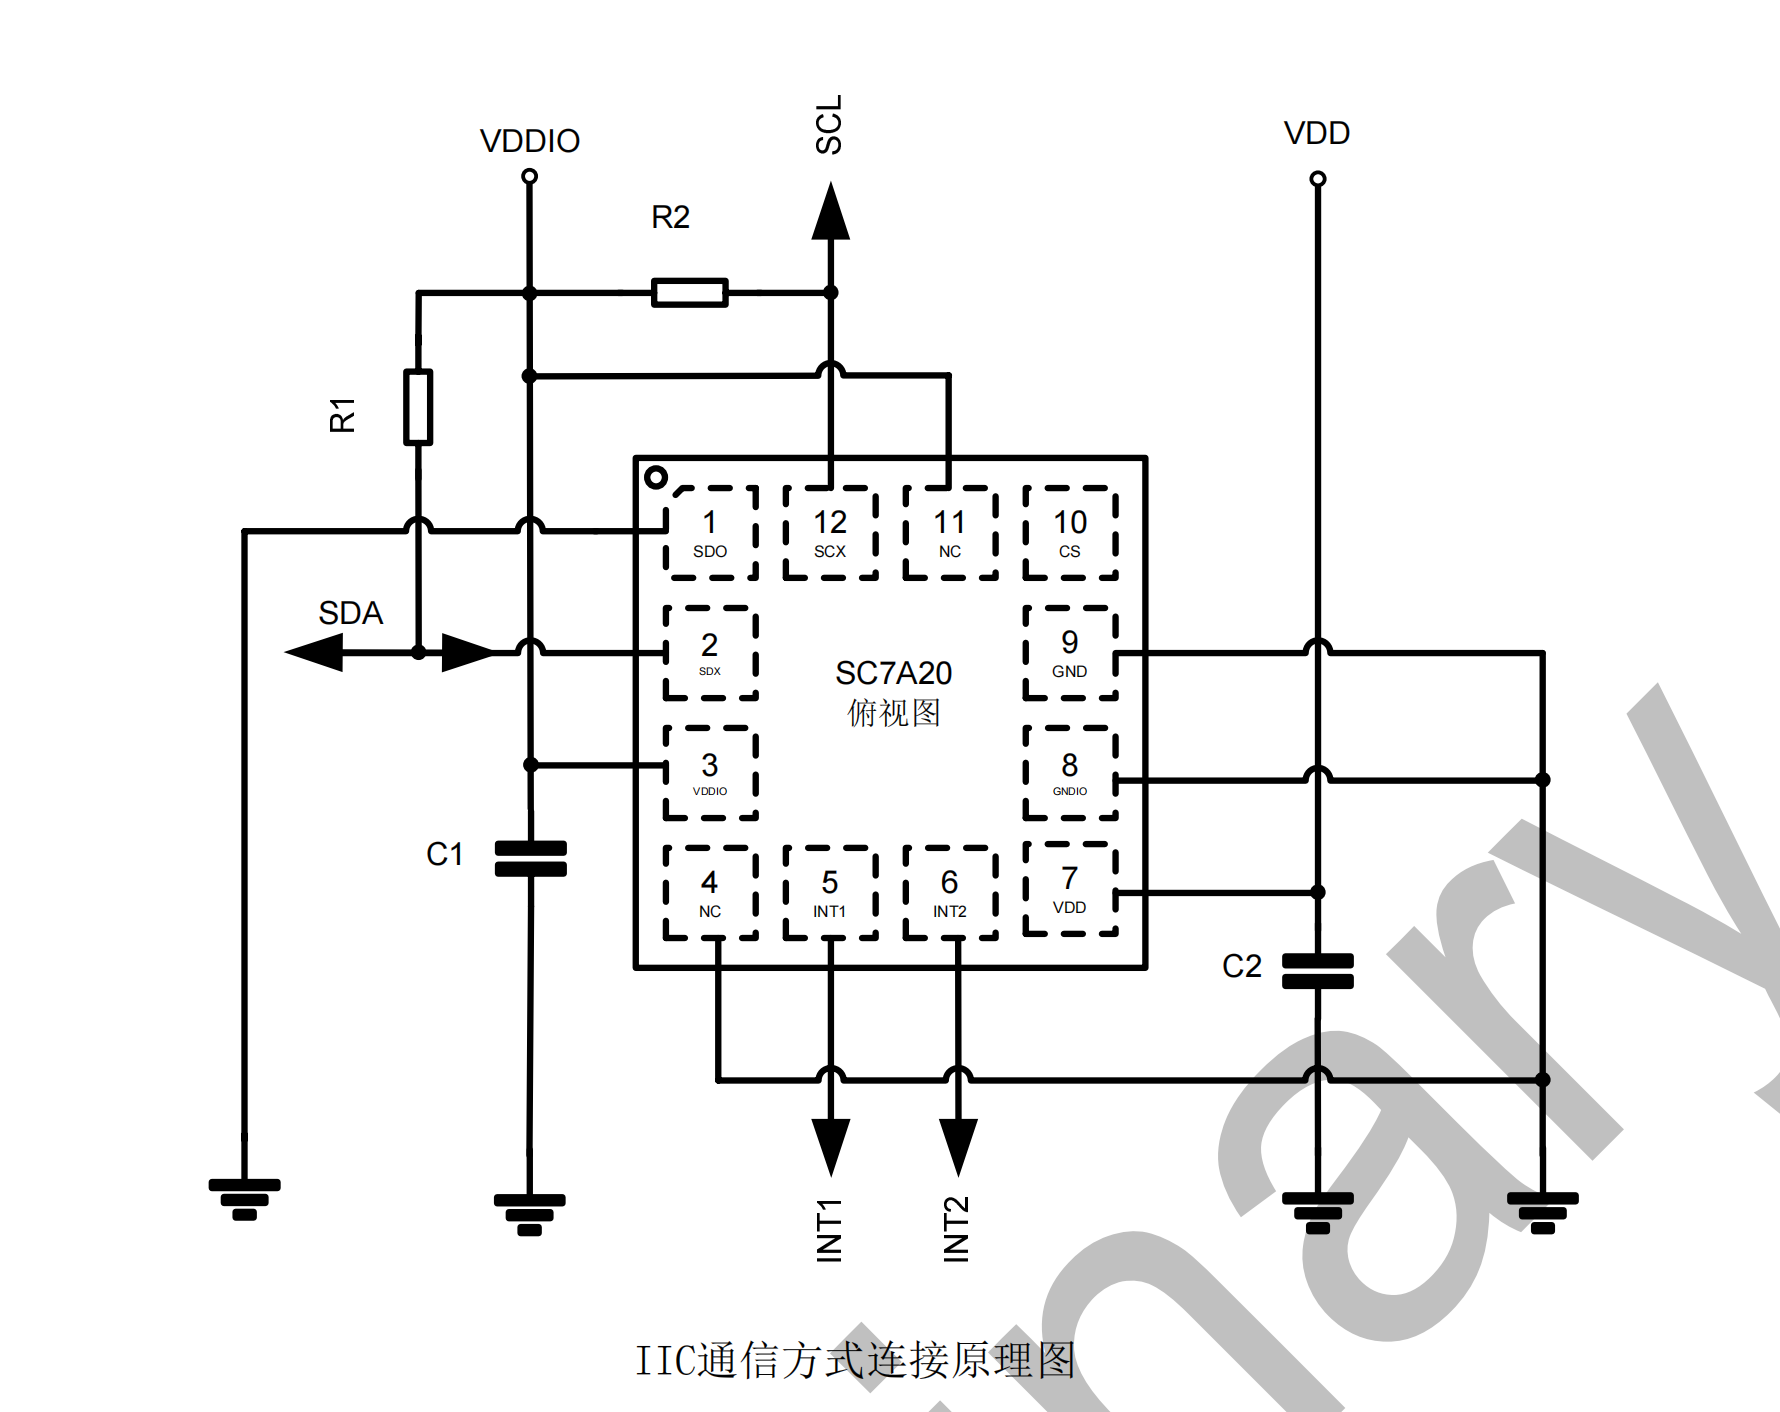 SCL
VDDIO
VDD
R2
R1
1
SDO
12
SCX
11
NC
10
CS
SDA
2
SDX
9
GND
SC7A20
俯视图
3
VDDIO
8
GNDIO
C1
4
NC
5
INT1
6
INT2
7
VDD
C2
INT1
INT2
IIC通信方式连接原理图
inary